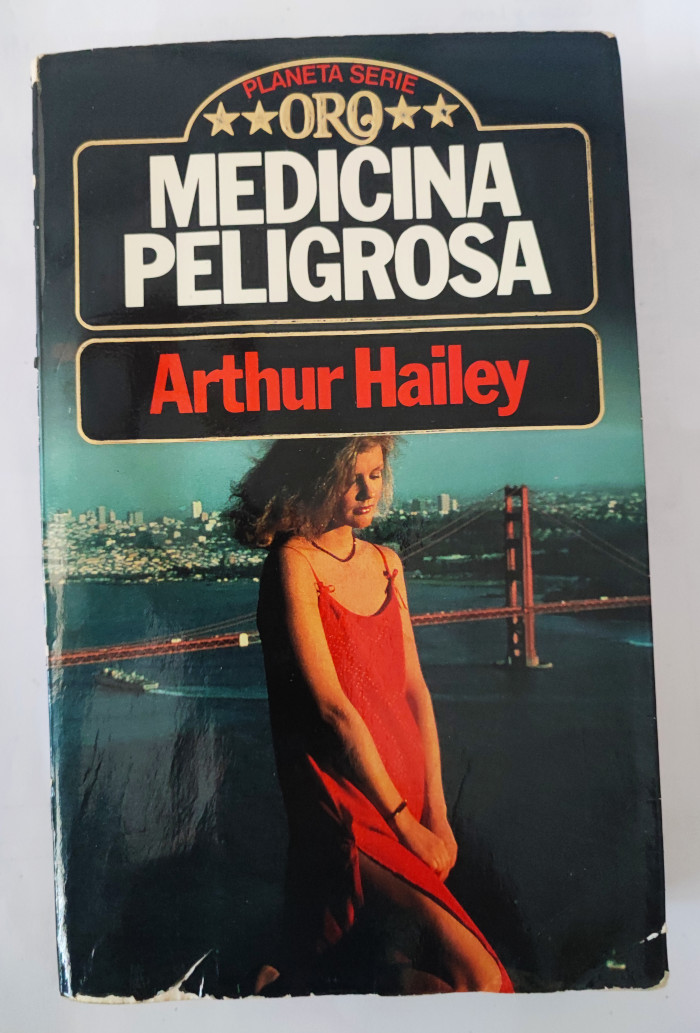 PLANETA SERIE
ORO
MEDICINA
PELIGROSA
Arthur Hailey